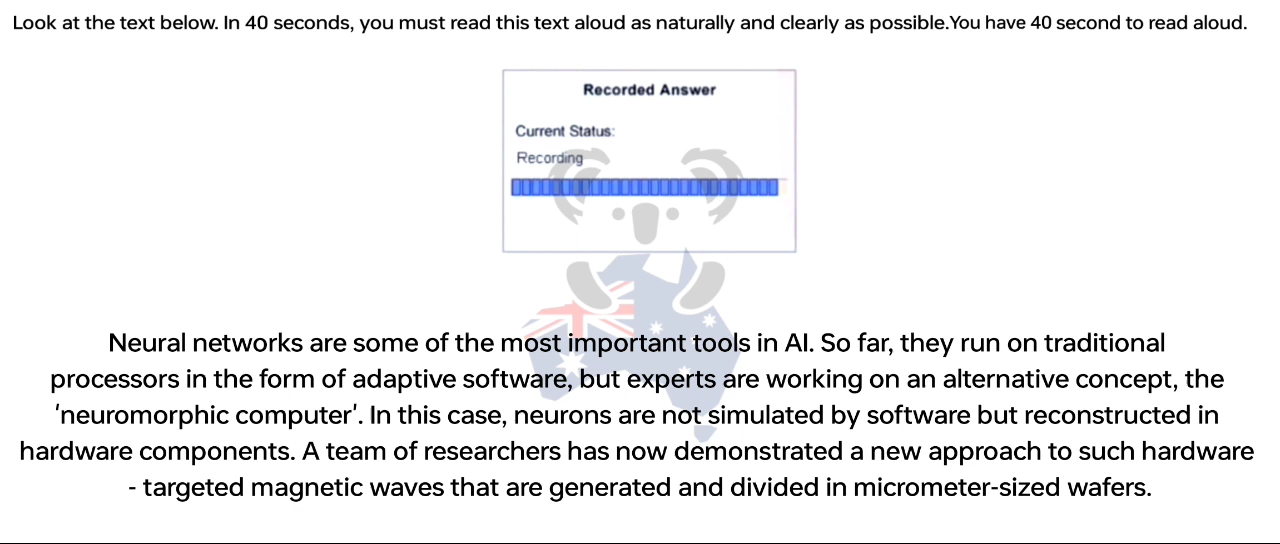 Look at the text below. In 40 seconds, you must read this text aloud as naturally and clearly as possible.You have 40 second to read aloud.
Recorded Answer
Current Status:
Recording
Neural networks are some of the most important tools in AI. So far, they run on traditional
processors in the form of adaptive software, but experts are working on an alternative concept, the
'neuromorphic computer'. In this case, neurons are not simulated by software but reconstructed in
hardware components. A team of researchers has now demonstrated a new approach to such hardware
- targeted magnetic waves that are generated and divided in micrometer-sized wafers.